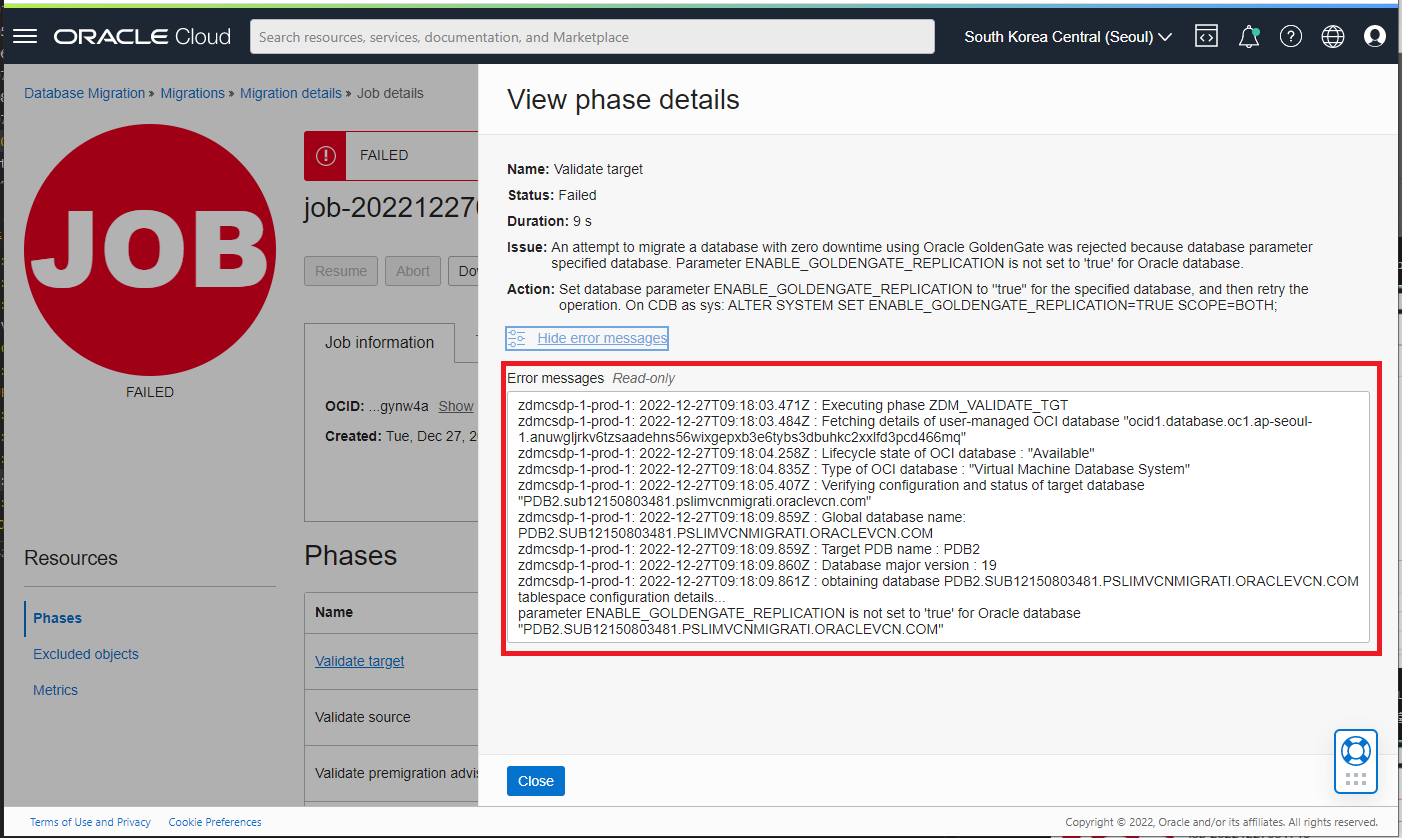 ORACLE Cloud
Search resources, services, documentation, and Marketplace
South Korea Central (Seoul)
Database Migration » Migrations » Migration details » Job details
JOB
FAILED
FAILED
job-20221227
Resume
Abort
Job information
OCID: ...gynw4a Show
Created: Tue, Dec 27, 2
Resources
Phases
Excluded objects
Metrics
Phases
Name
Validate target
Validate source
Validate premigration advis
View phase details
Name: Validate target
Status: Failed
Duration: 9 s
Issue: An attempt to migrate a database with zero downtime using Oracle GoldenGate was rejected because database parameter
specified database. Parameter ENABLE_GOLDENGATE_REPLICATION is not set to 'true' for Oracle database.
Action: Set database parameter ENABLE_GOLDENGATE_REPLICATION to "true" for the specified database, and then retry the
operation. On CDB as sys: ALTER SYSTEM SET ENABLE_GOLDENGATE_REPLICATION=TRUE SCOPE=BOTH;
Hide error messages
Error messages Read-only
zdmcsdp-1-prod-1: 2022-12-27T09:18:03.471Z : Executing phase ZDM_VALIDATE_TGT
zdmcsdp-1-prod-1: 2022-12-27T09:18:03.484Z : Fetching details of user-managed OCI database "ocid1.database.oc1.ap-seoul-
1.anuwgljrkv6tzsaadehns56wixgepxb3e6tybs3dbuhkc2xxlfd3pcd466mq"
zdmcsdp-1-prod-1: 2022-12-27T09:18:04.258Z : Lifecycle state of OCI database : "Available"
zdmcsdp-1-prod-1: 2022-12-27T09:18:04.835Z : Type of OCI database : "Virtual Machine Database System"
zdmcsdp-1-prod-1: 2022-12-27T09:18:05.407Z : Verifying configuration and status of target database
"PDB2.sub12150803481.pslimvcnmigrati.oraclevcn.com"
zdmcsdp-1-prod-1: 2022-12-27T09:18:09.859Z : Global database name:
PDB2.SUB12150803481.PSLIMVCNMIGRATI.ORACLEVCN.COM
zdmcsdp-1-prod-1: 2022-12-27T09:18:09.859Z : Target PDB name : PDB2
zdmcsdp-1-prod-1: 2022-12-27T09:18:09.860Z : Database major version : 19
zdmcsdp-1-prod-1: 2022-12-27T09:18:09.861Z : obtaining database PDB2.SUB12150803481.PSLIMVCNMIGRATI.ORACLEVCN.COM
tablespace configuration details...
parameter ENABLE_GOLDENGATE_REPLICATION is not set to 'true' for Oracle database
"PDB2.SUB12150803481.PSLIMVCNMIGRATI.ORACLEVCN.COM"
Close
Terms of Use and Privacy
Cookie Preferences
Copyright © 2022, Oracle and/or its affiliates. All rights reserved.